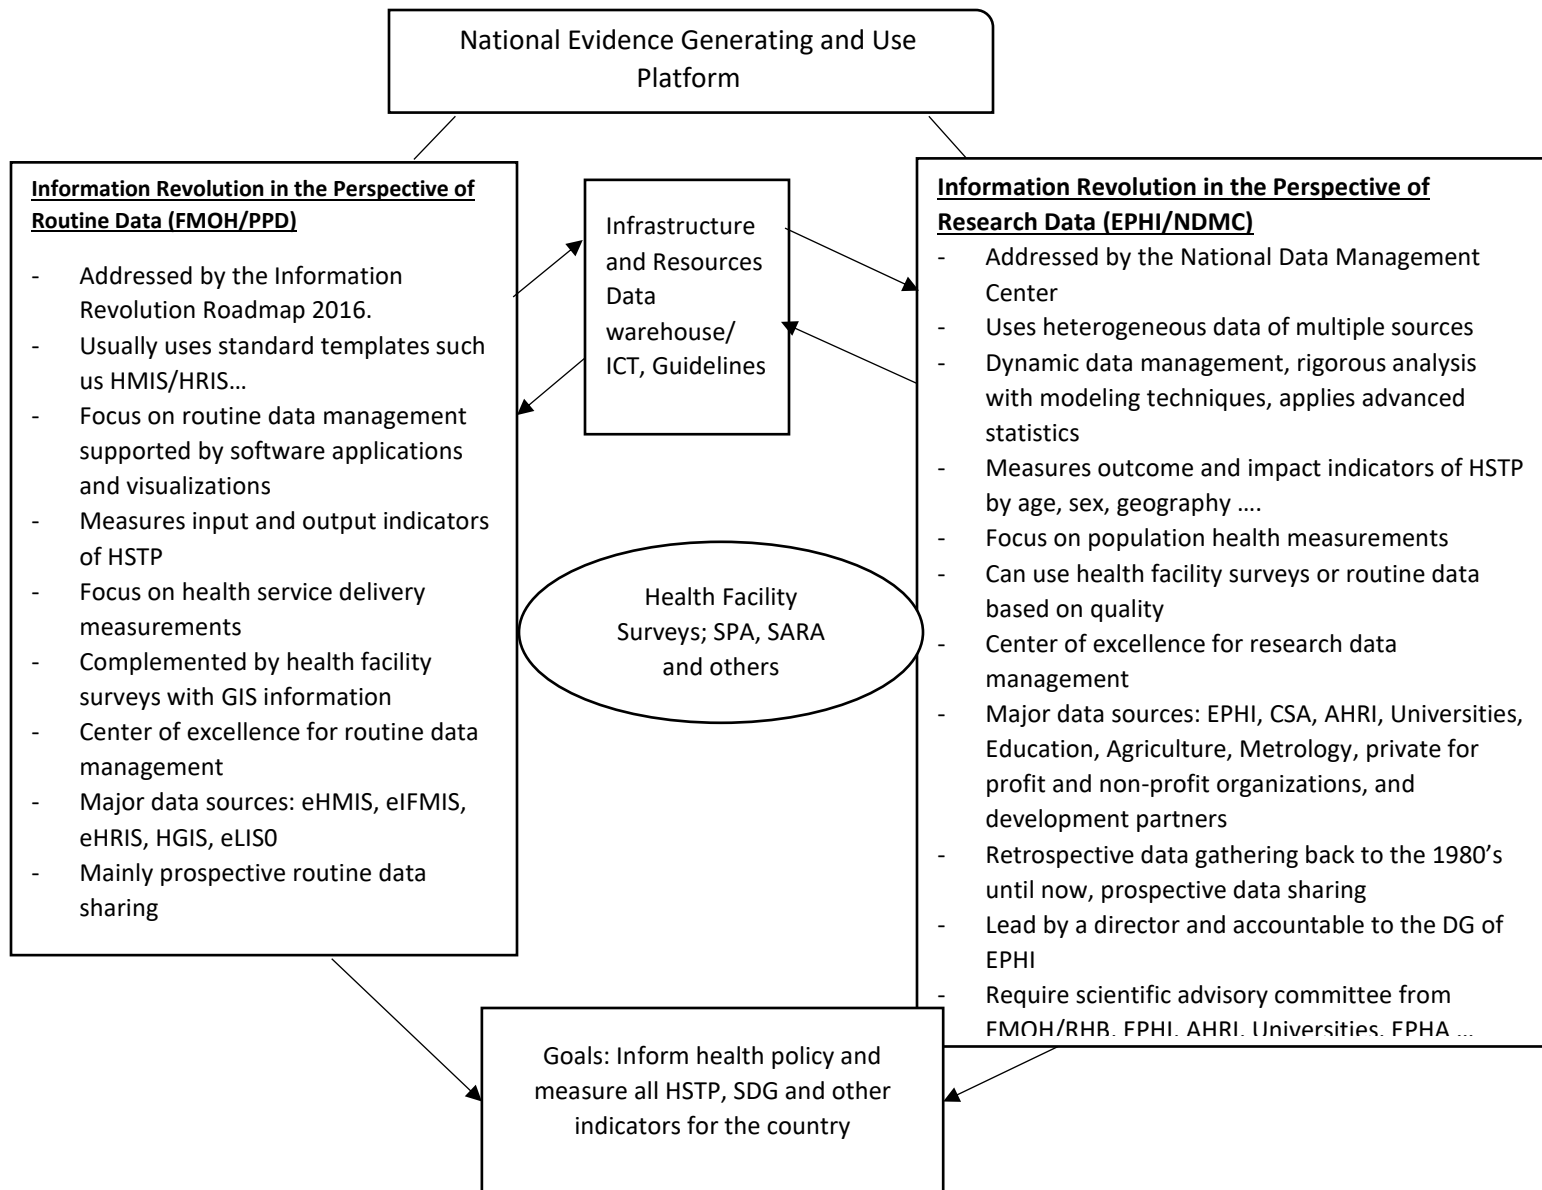 National Evidence Generating and Use
Platform
Information Revolution in the Perspective of
Routine Data (FMOH/PPD)
- Addressed by the Information
Revolution Roadmap 2016.
- Usually uses standard templates such
us HMIS/HRIS…
- Focus on routine data management
supported by software applications
and visualizations
- Measures input and output indicators
of HSTP
- Focus on health service delivery
measurements
- Complemented by health facility
surveys with GIS information
- Center of excellence for routine data
management
- Major data sources: eHMIS, eIFMIS,
eHRIS, HGIS, eLIS0
- Mainly prospective routine data
sharing
Infrastructure
and Resources
Data
warehouse/
ICT, Guidelines
Health Facility
Surveys; SPA, SARA
and others
Information Revolution in the Perspective of
Research Data (EPHI/NDMC)
- Addressed by the National Data Management
Center
- Uses heterogeneous data of multiple sources
- Dynamic data management, rigorous analysis
with modeling techniques, applies advanced
statistics
- Measures outcome and impact indicators of HSTP
by age, sex, geography ….
- Focus on population health measurements
- Can use health facility surveys or routine data
based on quality
- Center of excellence for research data
management
- Major data sources: EPHI, CSA, AHRI, Universities,
Education, Agriculture, Metrology, private for
profit and non-profit organizations, and
development partners
- Retrospective data gathering back to the 1980’s
until now, prospective data sharing
- Lead by a director and accountable to the DG of
EPHI
- Require scientific advisory committee from
FMOH/RHB, EPHI, AHRI, Universities, EPHA …
Goals: Inform health policy and
measure all HSTP, SDG and other
indicators for the country